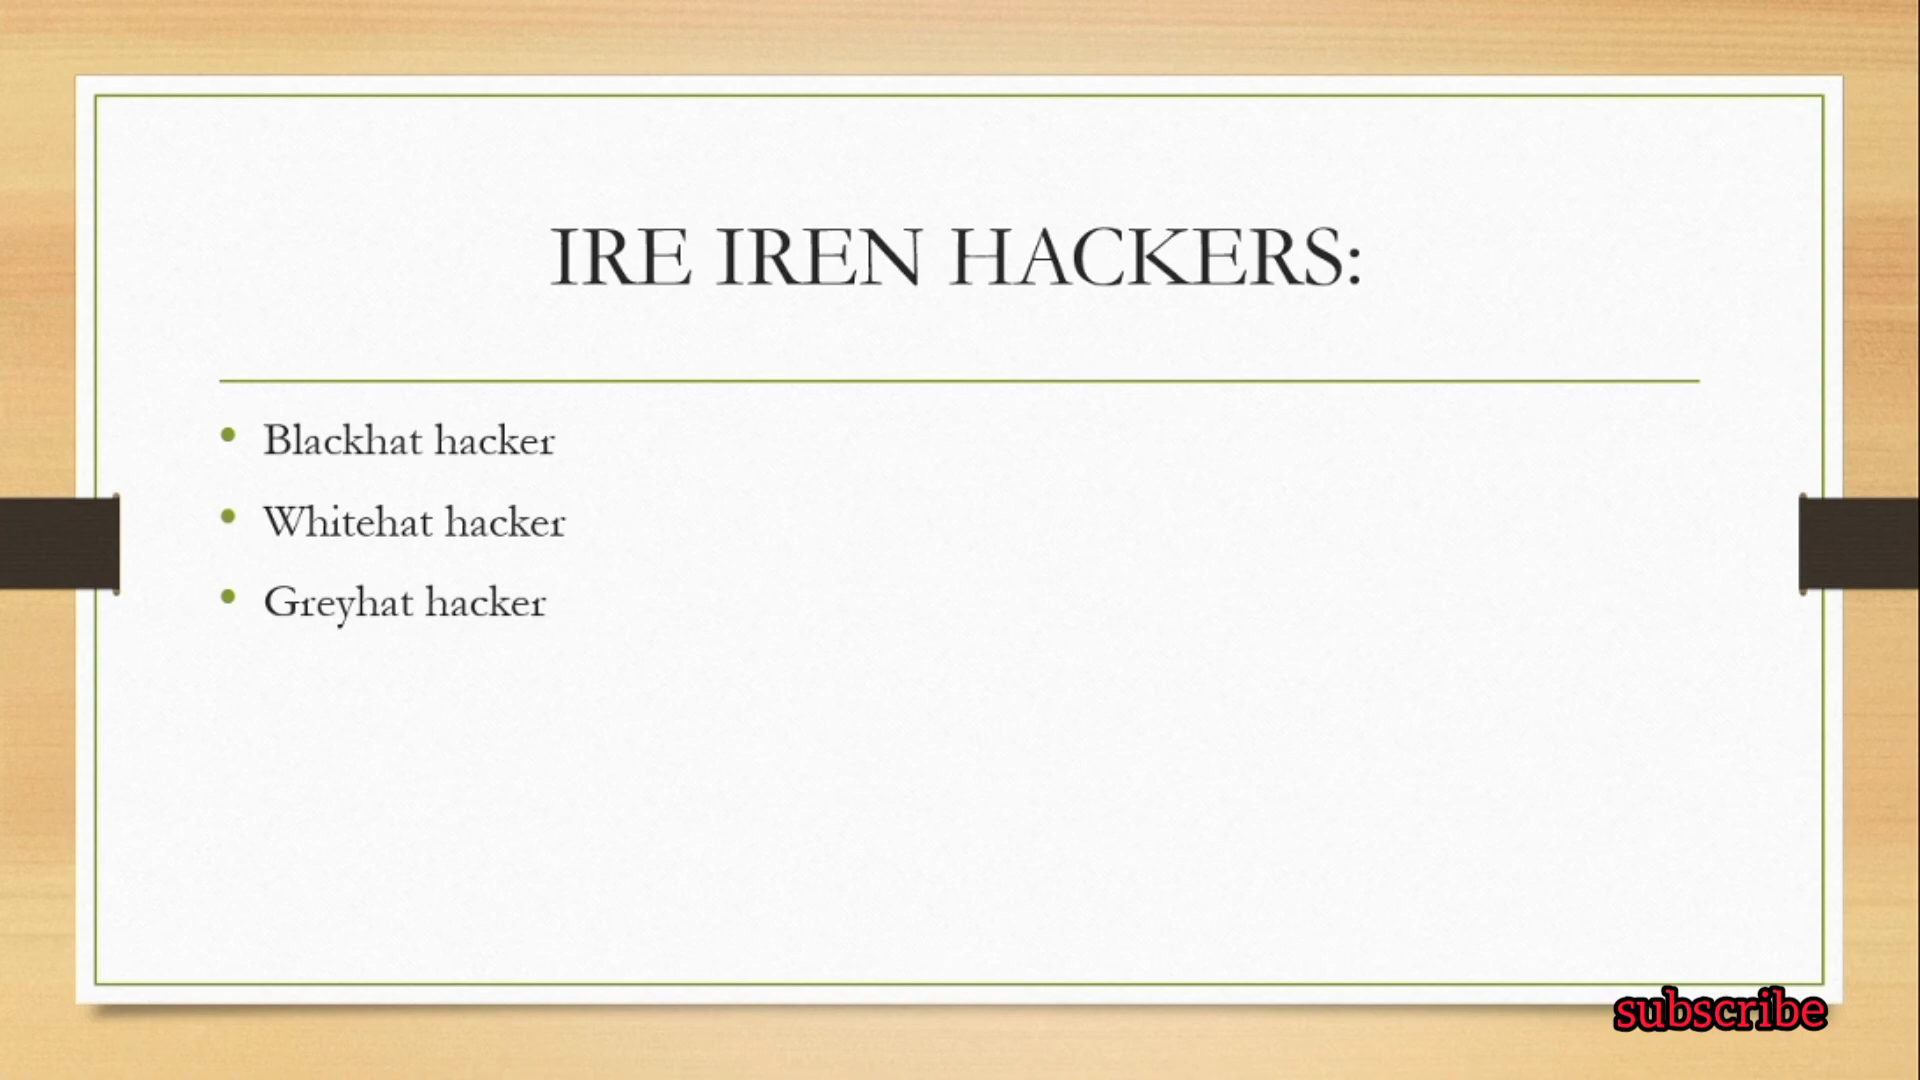 IRE IREN HACKERS:
Blackhat hacker
Whitehat hacker
Greyhat hacker
subscribe